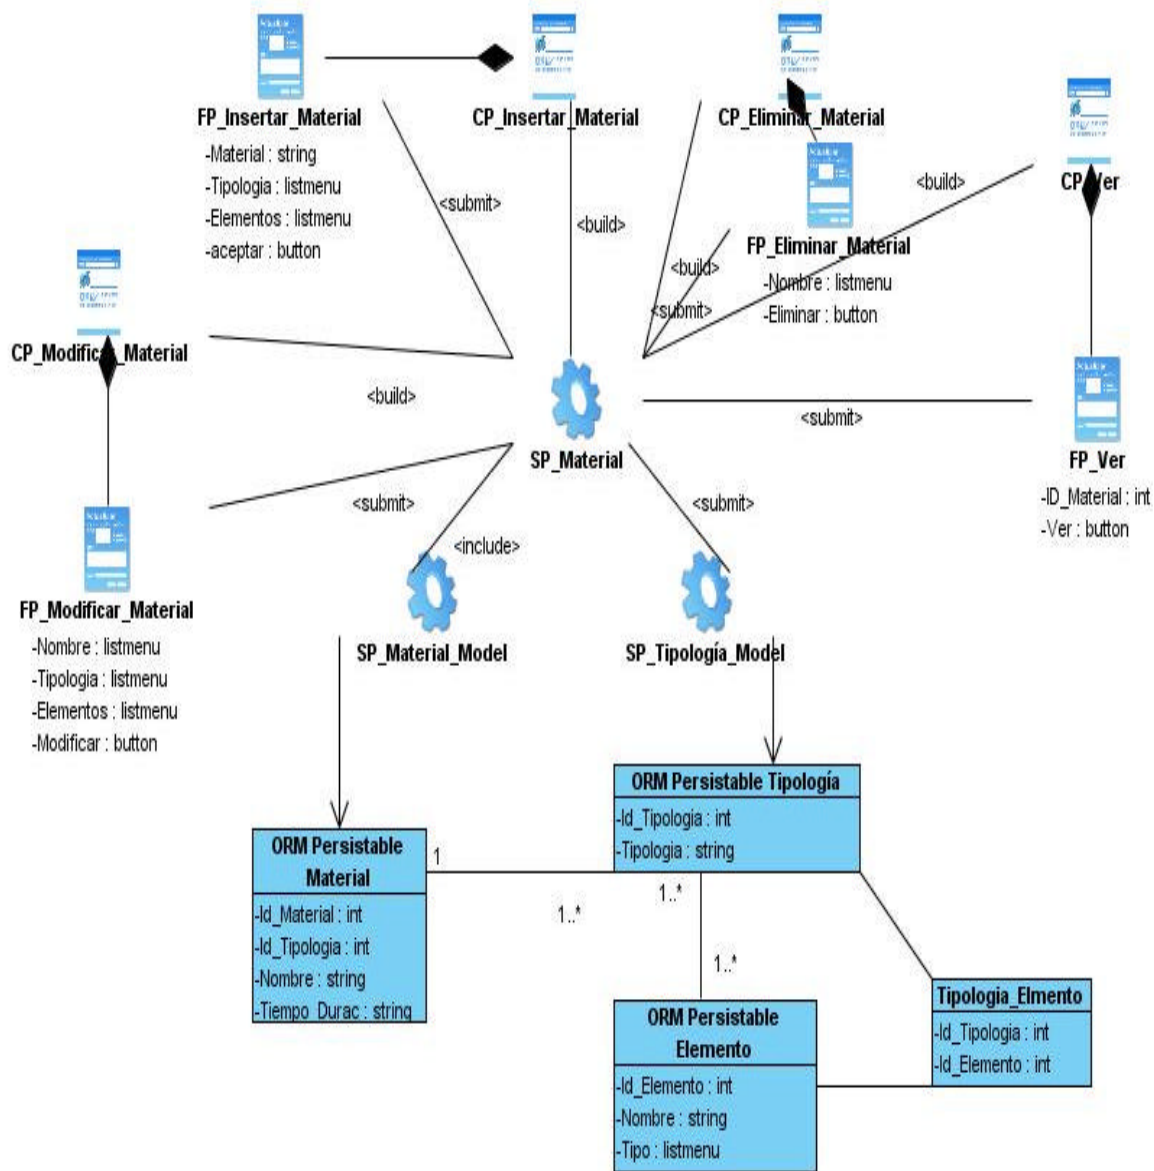 FP_Insertar_Material
-Material : string
-Tipologia : listmenu
-Elementos : listmenu
-aceptar : button
CP_Insertar_Material
CP_Eliminar_Material
FP_Eliminar_Material
-Nombre : listmenu
-Eliminar : button
CP_Ver
<submit>
<build>
<build>
<build>
<submit>
CP_Modificar_Material
<build>
SP_Material
<submit>
FP_Ver
-ID_Material : int
-Ver : button
<submit>
<submit>
<include>
FP_Modificar_Material
-Nombre : listmenu
-Tipologia : listmenu
-Elementos : listmenu
-Modificar : button
SP_Material_Model
SP_Tipología_Model
ORM Persistable Tipología
-Id_Tipologia : int
-Tipologia : string
ORM Persistable
Material
-Id_Material : int
-Id_Tipologia : int
-Nombre : string
-Tiempo_Durac : string
1
1..*
1..*
1..*
Tipologia_Elmento
-Id_Tipologia : int
-Id_Elemento : int
ORM Persistable
Elemento
-Id_Elemento : int
-Nombre : string
-Tipo : listmenu